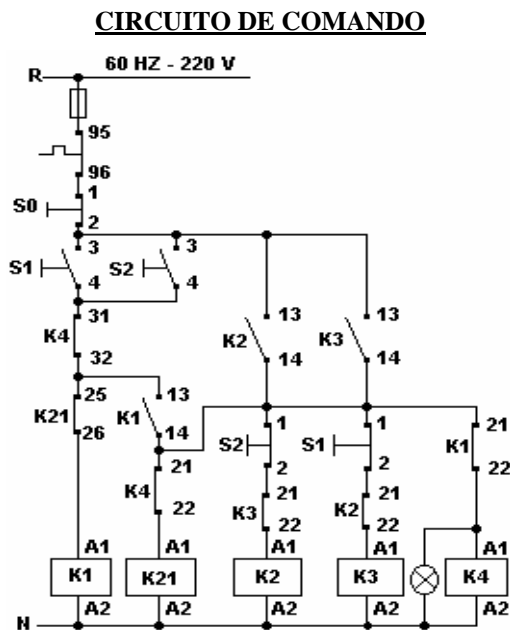 CIRCUITO DE COMANDO
60 HZ - 220 V
R
95
96
1
S0
2
3
3
S1
S2
4
4
31
13
13
K4
K2
K3
32
14
14
25
13
K21
K1
26
14
1
1
21
S2
S1
K1
21
2
2
22
K4
21
21
22
K3
K2
22
22
A1
A1
A1
A1
A1
K1
K21
K2
K3
K4
A2
A2
A2
A2
A2
N